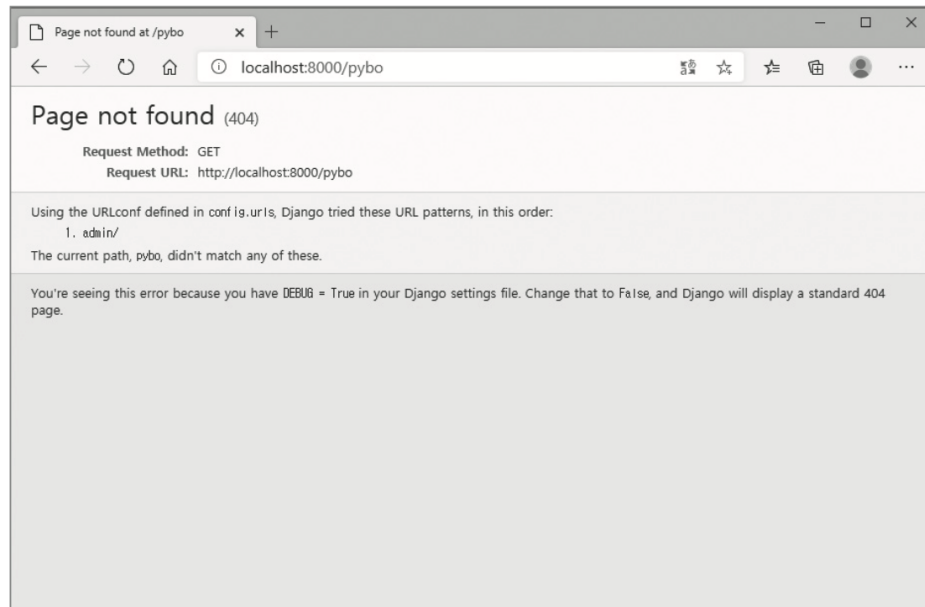 Page not found at /pybo
localhost:8000/pybo
Page not found (404)
Request Method: GET
Request URL: http://localhost:8000/pybo
Using the URLconf defined in config.urls, Django tried these URL patterns, in this order:
1. admin/
The current path, pybo, didn't match any of these.
You're seeing this error because you have DEBUG = True in your Django settings file. Change that to False, and Django will display a standard 404
page.